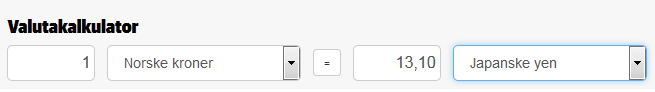 Valutakalkulator
1 Norske kroner = 13,10 Japanske yen